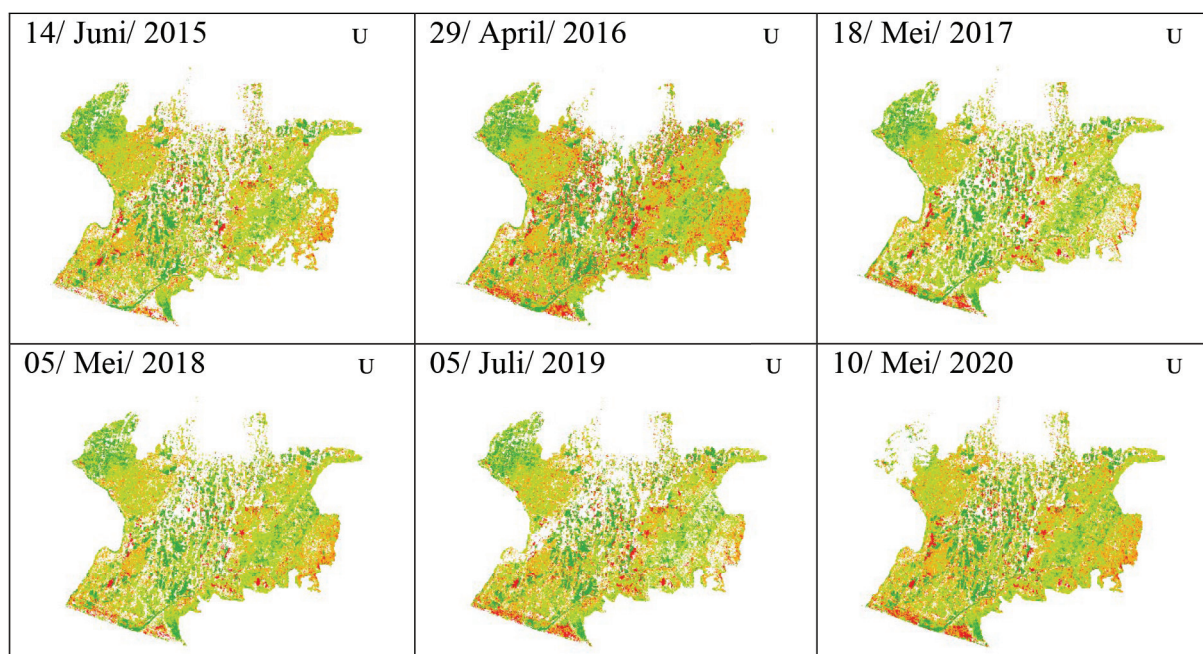 14/ Juni/ 2015 U
29/ April/ 2016 U
18/ Mei/ 2017 U
05/ Mei/ 2018 U
05/ Juli/ 2019 U
10/ Mei/ 2020 U